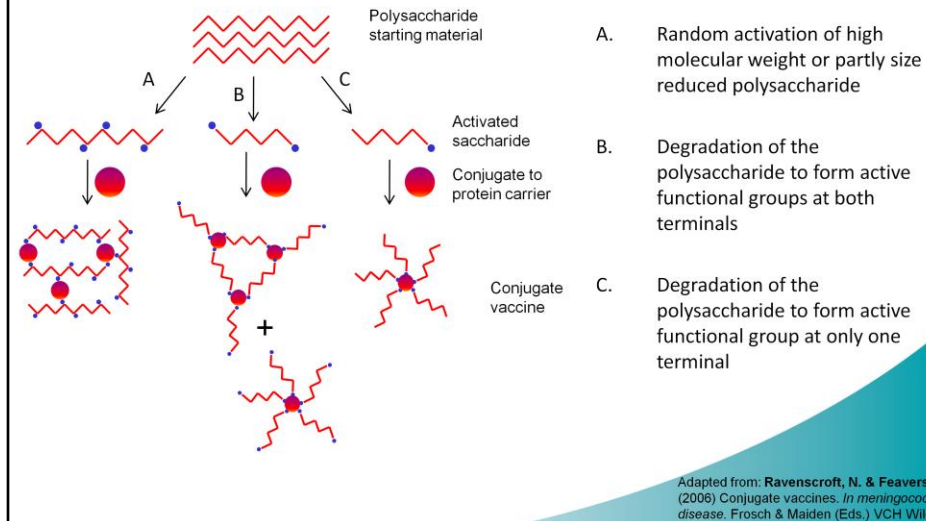 Polysaccharide
starting material
A
B
C
Activated
saccharide
Conjugate to
protein carrier
Conjugate
vaccine
+
A. Random activation of high
molecular weight or partly size
reduced polysaccharide
B. Degradation of the
polysaccharide to form active
functional groups at both
terminals
C. Degradation of the
polysaccharide to form active
functional group at only one
terminal
Adapted from: Ravenscroft, N. & Feavers
(2006) Conjugate vaccines. In meningococ
disease. Frosch & Maiden (Eds.) VCH Wil